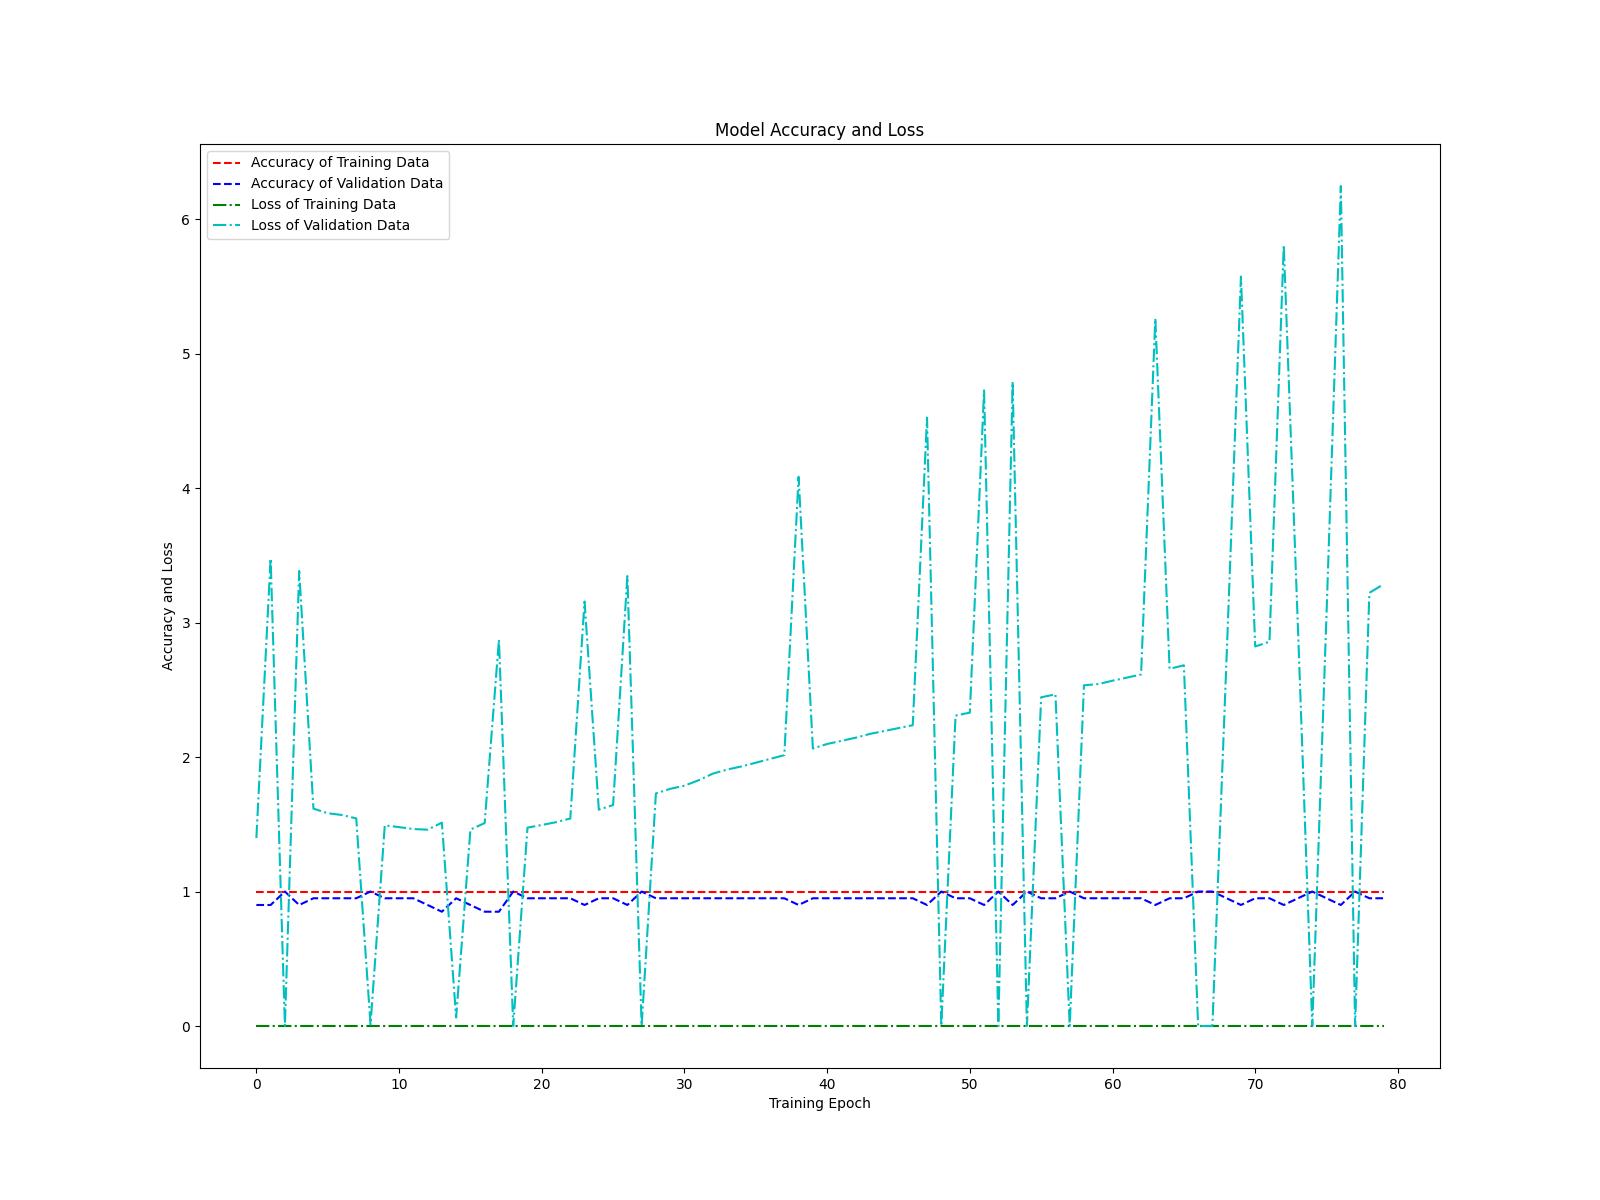 Model Accuracy and Loss
Accuracy of Training Data
Accuracy of Validation Data
Loss of Training Data
Loss of Validation Data
Accuracy and Loss
6
5
4
3
2
1
0
0 10 20 30 40 50 60 70 80
Training Epoch